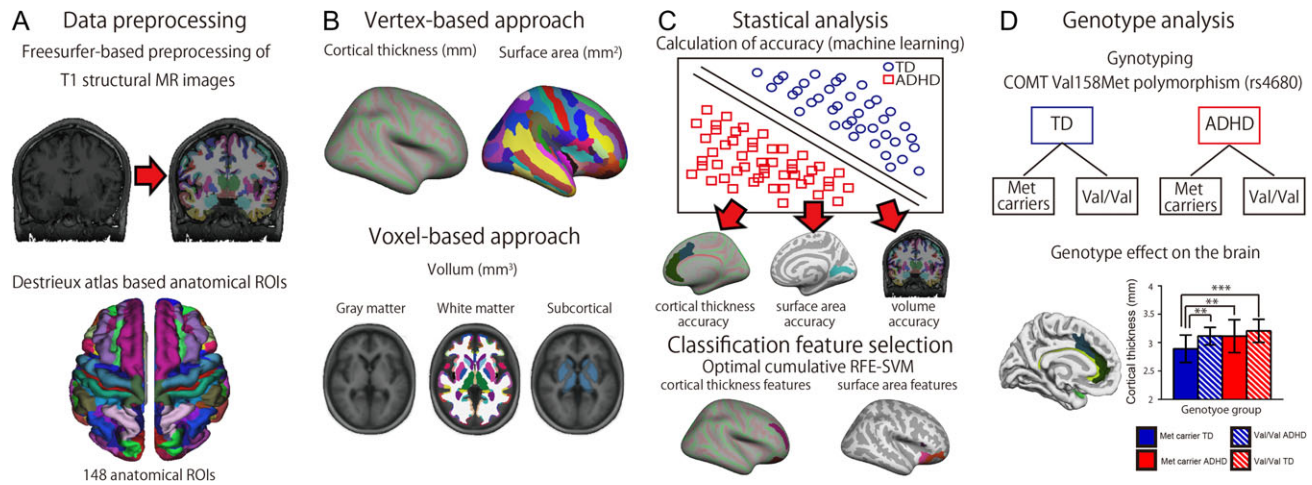 A
Data preprocessing
Freesurfer-based preprocessing of
T1 structural MR images
Destrieux atlas based anatomical ROIs
148 anatomical ROIs
B
Vertex-based approach
Cortical thickness (mm)
Surface area (mm²)
Voxel-based approach
Vollum (mm³)
Gray matter
White matter
Subcortical
C
Stastical analysis
Calculation of accuracy (machine learning)
TD
ADHD
cortical thickness
accuracy
surface area
accuracy
volume
accuracy
Classification feature selection
Optimal cumulative RFE-SVM
cortical thickness features
surface area features
D
Genotype analysis
Gynotyping
COMT Val158Met polymorphism (rs4680)
TD
ADHD
Met
carriers
Val/Val
Met
carriers
Val/Val
Genotype effect on the brain
Cortical thickness (mm)
4
3.5
3
2.5
2
***
**
**
Genotyoe group
Met carrier TD
Val/Val ADHD
Met carrier ADHD
Val/Val TD